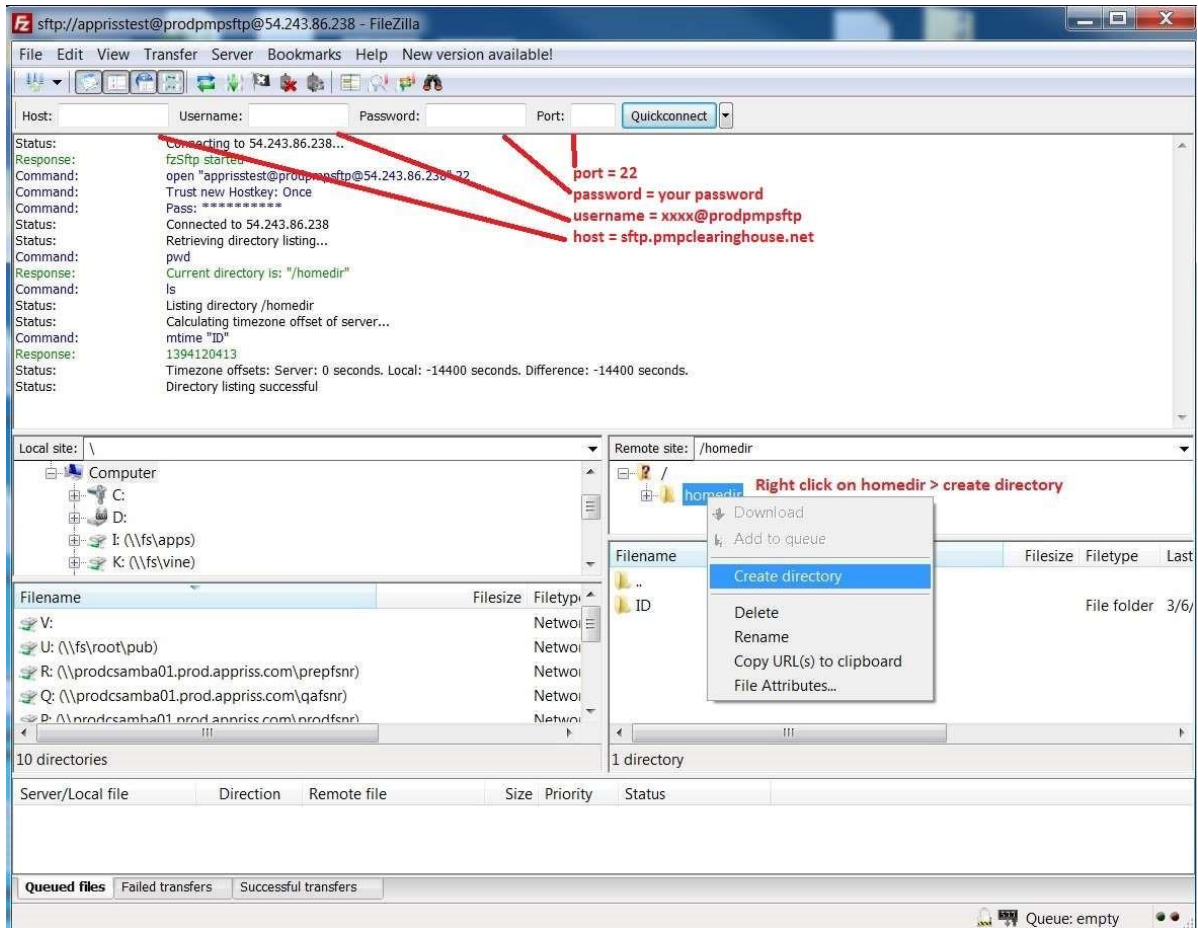 sftp://apprisstest@prodpmpsftp@54.243.86.238 - FileZilla
File Edit View Transfer Server Bookmarks Help New version available!
Host: Username: Password: Port: Quickconnect
Status: Connecting to 54.243.86.238...
Response: fzSftp started
Command: open "apprisstest@prodpmpsftp@54.243.86.238" 22
Command: Trust new Hostkey: Once
Command: Pass: **********
Status: Connected to 54.243.86.238
Status: Retrieving directory listing...
Command: pwd
Response: Current directory is: "/homedir"
Command: ls
Status: Listing directory /homedir
Status: Calculating timezone offset of server...
Command: mtime "ID"
Response: 1394120413
Status: Timezone offsets: Server: 0 seconds. Local: -14400 seconds. Difference: -14400 seconds.
Status: Directory listing successful
port = 22
password = your password
username = xxxx@prodpmpsftp
host = sftp.pmpclearinghouse.net
Local site: \
Computer
C:
D:
I: (\\fs\apps)
K: (\\fs\vine)
Filename Filesize Filetyp
V: Netwo
U: (\\fs\root\pub) Netwo
R: (\\prodcsamba01.prod.appriss.com\prepfsnr) Netwo
Q: (\\prodcsamba01.prod.appriss.com\qafsnr) Netwo
P: (\\prodcsamba01.prod.appriss.com\prodfsnr) Netwo
10 directories
Remote site: /homedir
/
homedir
Right click on homedir > create directory
Download
Add to queue
Create directory
Delete
Rename
Copy URL(s) to clipboard
File Attributes...
Filename Filesize Filetype Last
..
ID File folder 3/6/
1 directory
Server/Local file Direction Remote file Size Priority Status
Queued files Failed transfers Successful transfers
Queue: empty